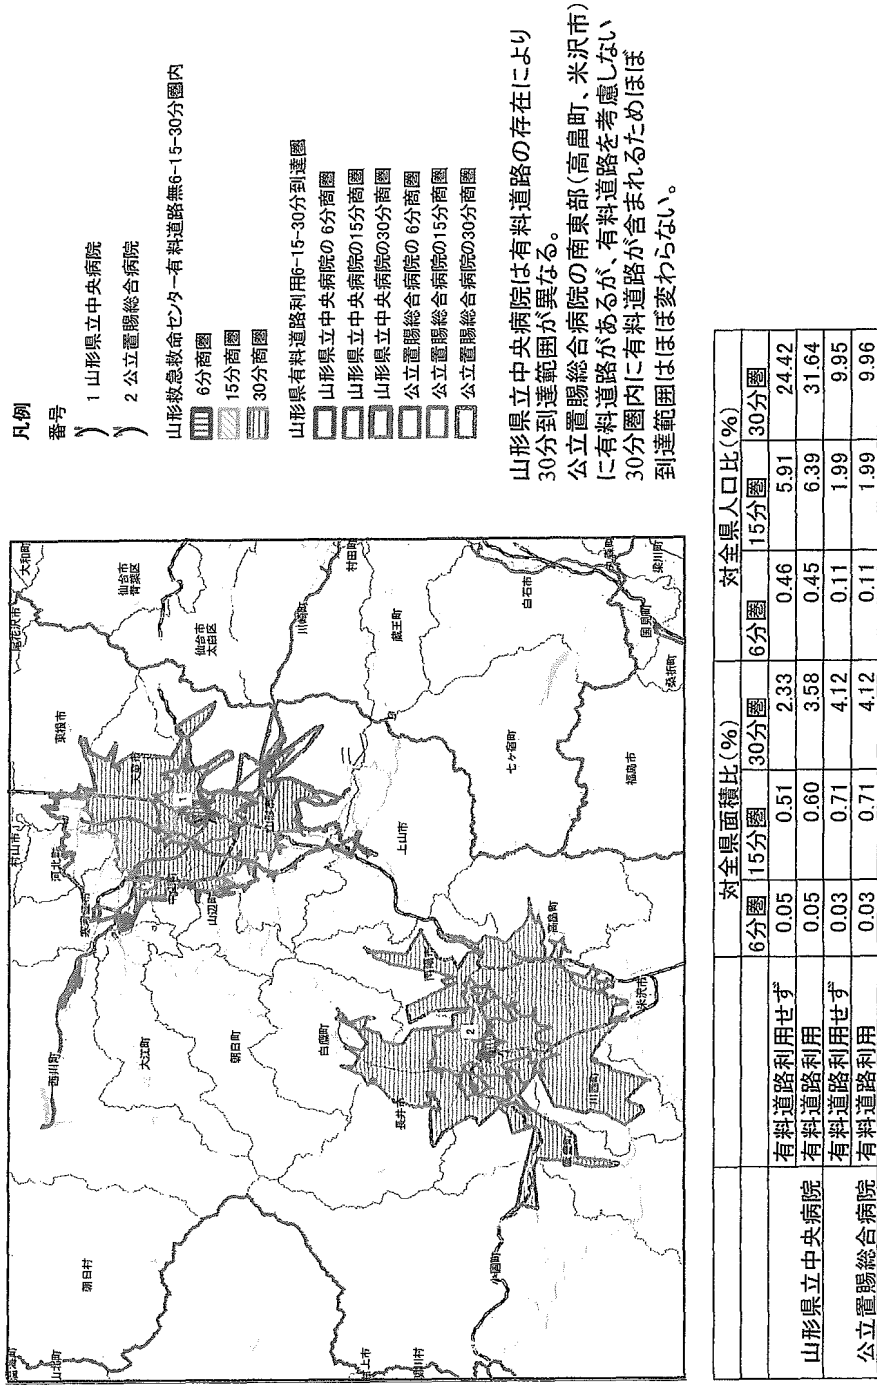 凡例
番号
1 山形県立中央病院
2 公立置賜総合病院
山形救急救命センター有料道路無6-15-30分圏内
6分商圏
15分商圏
30分商圏
山形県有料道路利用6-15-30分到達圏
山形県立中央病院の 6分商圏
山形県立中央病院の15分商圏
山形県立中央病院の30分商圏
公立置賜総合病院の 6分商圏
公立置賜総合病院の15分商圏
公立置賜総合病院の30分商圏
山形県立中央病院は有料道路の存在により
30分到達範囲が異なる。
公立置賜総合病院の南東部(高畠町、米沢市)
に有料道路があるが、有料道路を考慮しない
30分圏内に有料道路が含まれるためほぼ
到達範囲はほぼ変わらない。
大和町
尾花沢市
仙台市
青葉区
仙台市
太白区
川崎町
村田町
蔵王町
白石市
国見町
梁川町
桑折町
東根市
村山市
河北町
天童市
1
山形市
中山町
山辺町
上山市
七ヶ宿町
福島市
西川町
大江町
朝日町
白鷹町
南陽市
高畠町
2
米沢市
長井市
川西町
飯豊町
小国町
朝日村
山北町
村上市
対全県面積比(%) 対全県人口比(%)
6分圏 15分圏 30分圏 6分圏 15分圏 30分圏
山形県立中央病院 有料道路利用せず 0.05 0.51 2.33 0.46 5.91 24.42
有料道路利用 0.05 0.60 3.58 0.45 6.39 31.64
公立置賜総合病院 有料道路利用せず 0.03 0.71 4.12 0.11 1.99 9.95
有料道路利用 0.03 0.71 4.12 0.11 1.99 9.96